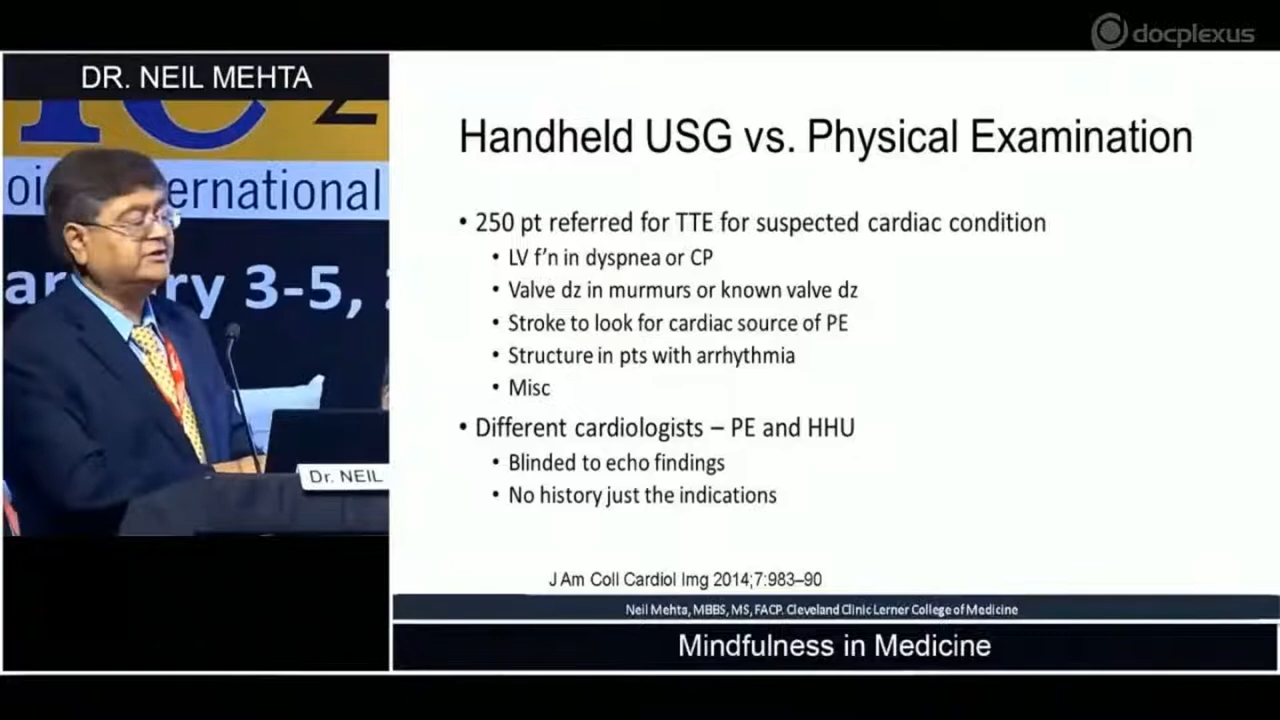 docplexus
DR. NEIL MEHTA
ernational
ry 3-5,
Dr. NEIL
Handheld USG vs. Physical Examination
• 250 pt referred for TTE for suspected cardiac condition
• LV f'n in dyspnea or CP
• Valve dz in murmurs or known valve dz
• Stroke to look for cardiac source of PE
• Structure in pts with arrhythmia
• Misc
• Different cardiologists – PE and HHU
• Blinded to echo findings
• No history just the indications
J Am Coll Cardiol Img 2014;7:983–90
Neil Mehta, MBBS, MS, FACP. Cleveland Clinic Lerner College of Medicine
Mindfulness in Medicine